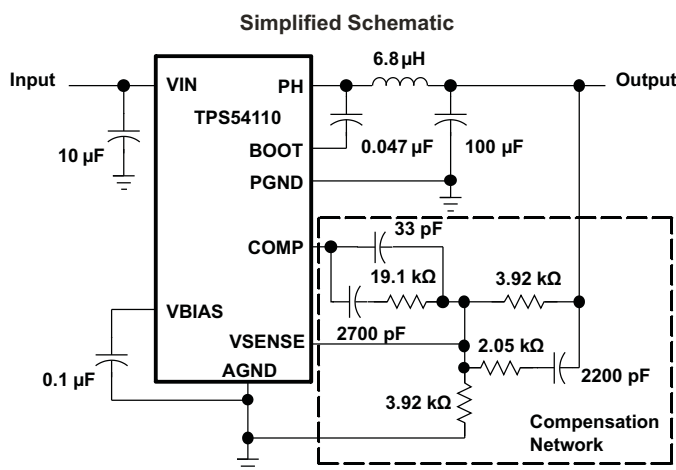 Simplified Schematic
Input
VIN
PH
6.8 µH
Output
TPS54110
10 µF
BOOT
0.047 µF
100 µF
PGND
COMP
33 pF
19.1 kΩ
3.92 kΩ
VBIAS
2700 pF
VSENSE
2.05 kΩ
2200 pF
0.1 µF
AGND
3.92 kΩ
Compensation
Network